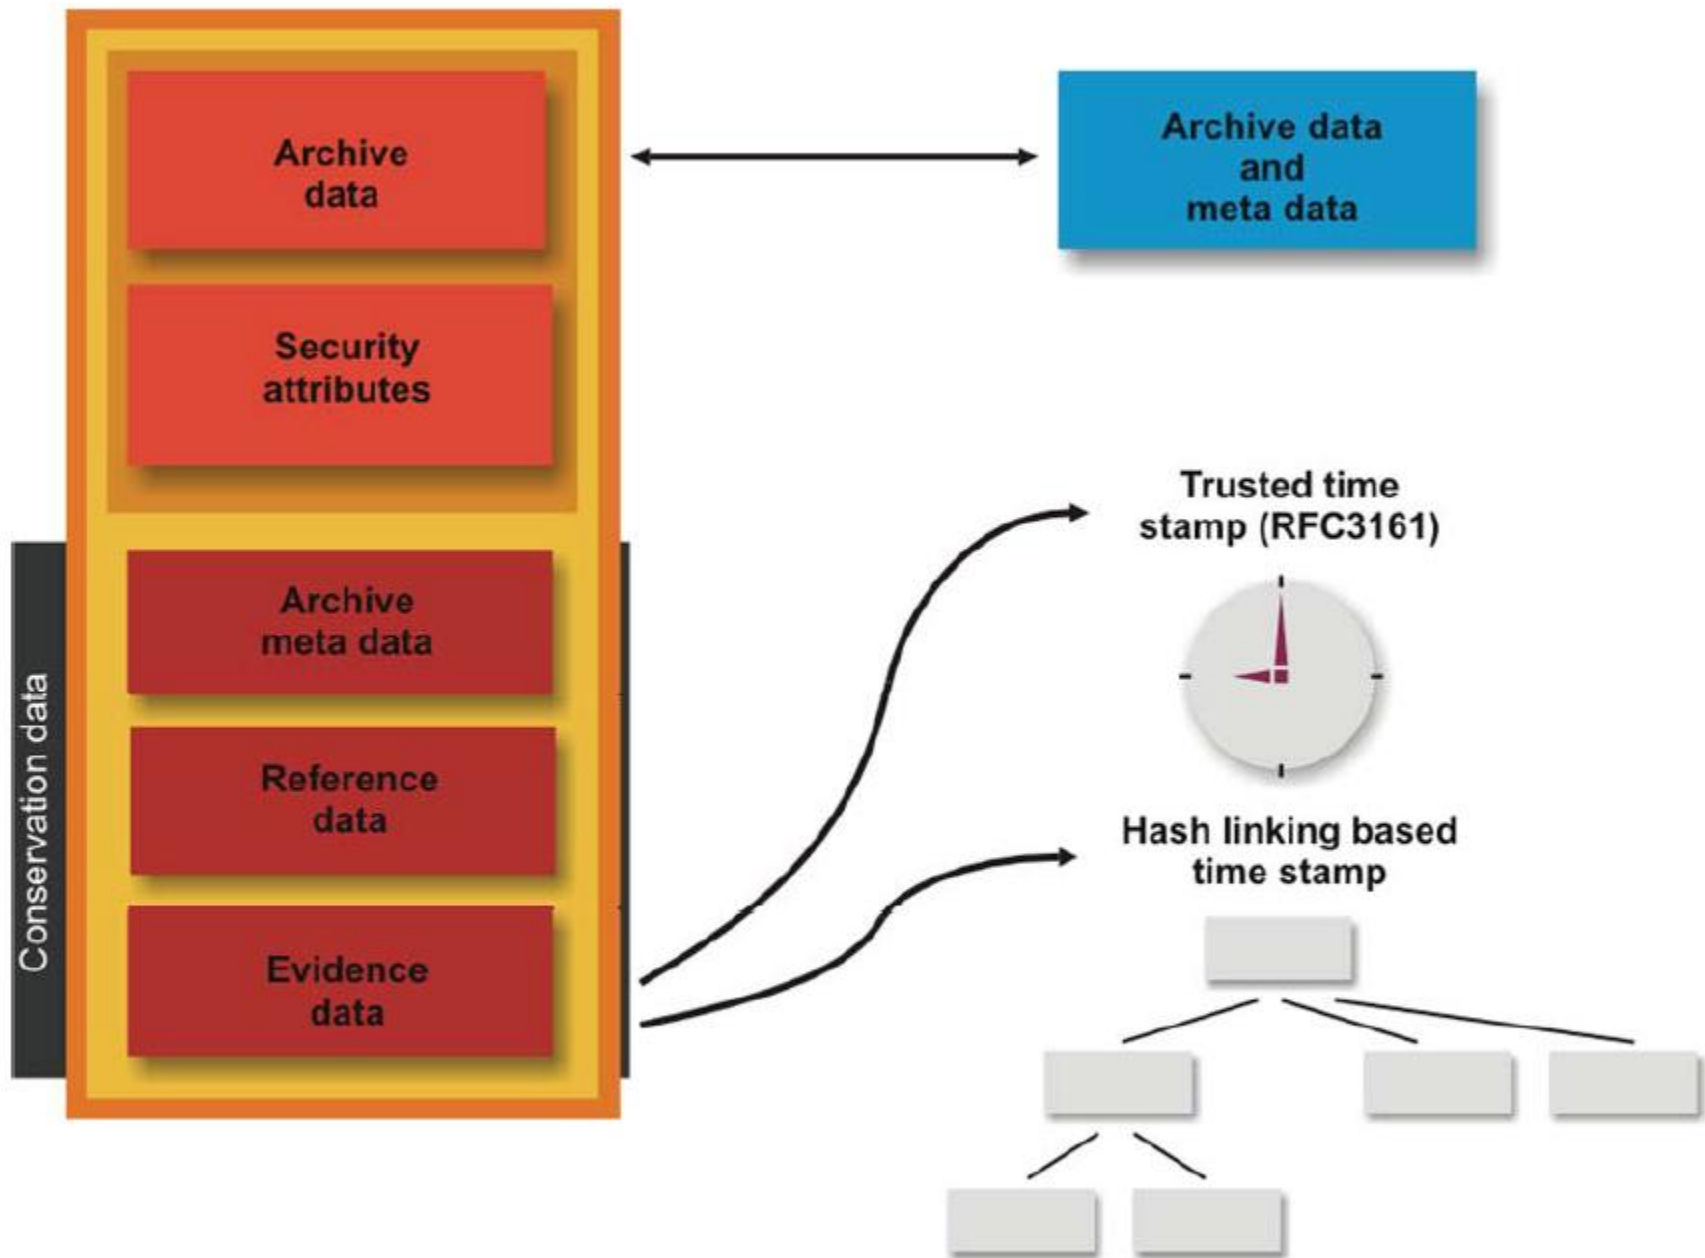 Archive
data
Archive data
and
meta data
Security
attributes
Trusted time
stamp (RFC3161)
Conservation data
Archive
meta data
Reference
data
Hash linking based
time stamp
Evidence
data